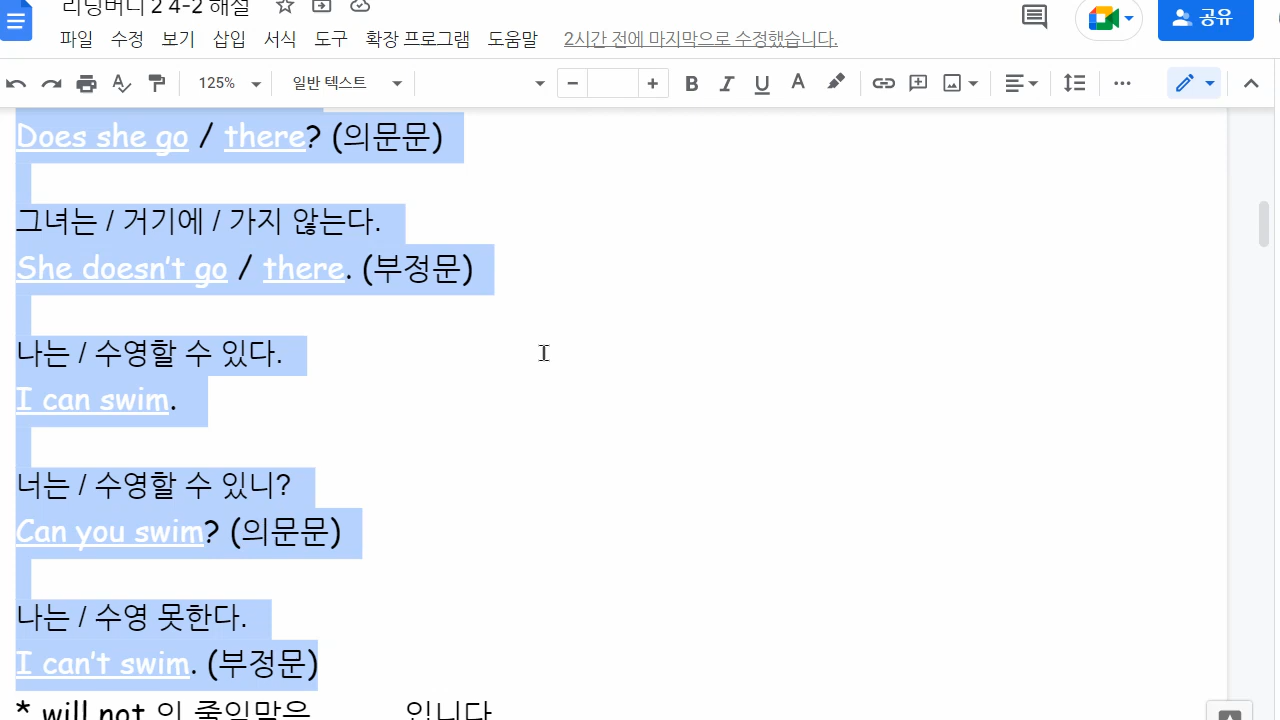 리딩버디 2 4-2 해설
파일 수정 보기 삽입 서식 도구 확장 프로그램 도움말 2시간 전에 마지막으로 수정했습니다.
공유
125% 일반 텍스트 − + B I U A
Does she go / there? (의문문)
그녀는 / 거기에 / 가지 않는다.
She doesn't go / there. (부정문)
나는 / 수영할 수 있다.
I can swim.
너는 / 수영할 수 있니?
Can you swim? (의문문)
나는 / 수영 못한다.
I can't swim. (부정문)
* will not 의 줄임말은 입니다